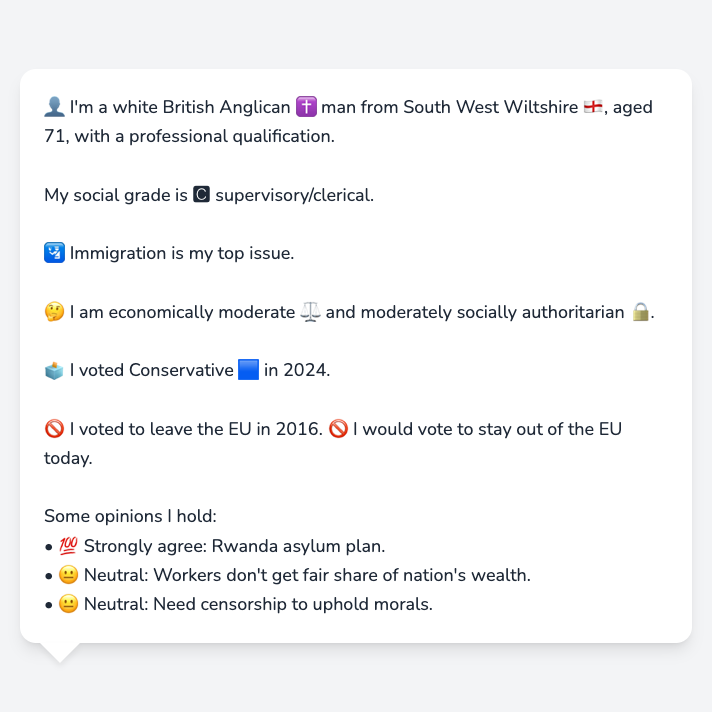 👤 I'm a white British Anglican ✝️ man from South West Wiltshire 🏴󠁧󠁢󠁥󠁮󠁧󠁿, aged
71, with a professional qualification.
My social grade is 🅲 supervisory/clerical.
🛂 Immigration is my top issue.
🤔 I am economically moderate ⚖️ and moderately socially authoritarian 🔒.
🗳️ I voted Conservative 🟦 in 2024.
🚫 I voted to leave the EU in 2016. 🚫 I would vote to stay out of the EU
today.
Some opinions I hold:
• 💯 Strongly agree: Rwanda asylum plan.
• 😐 Neutral: Workers don't get fair share of nation's wealth.
• 😐 Neutral: Need censorship to uphold morals.